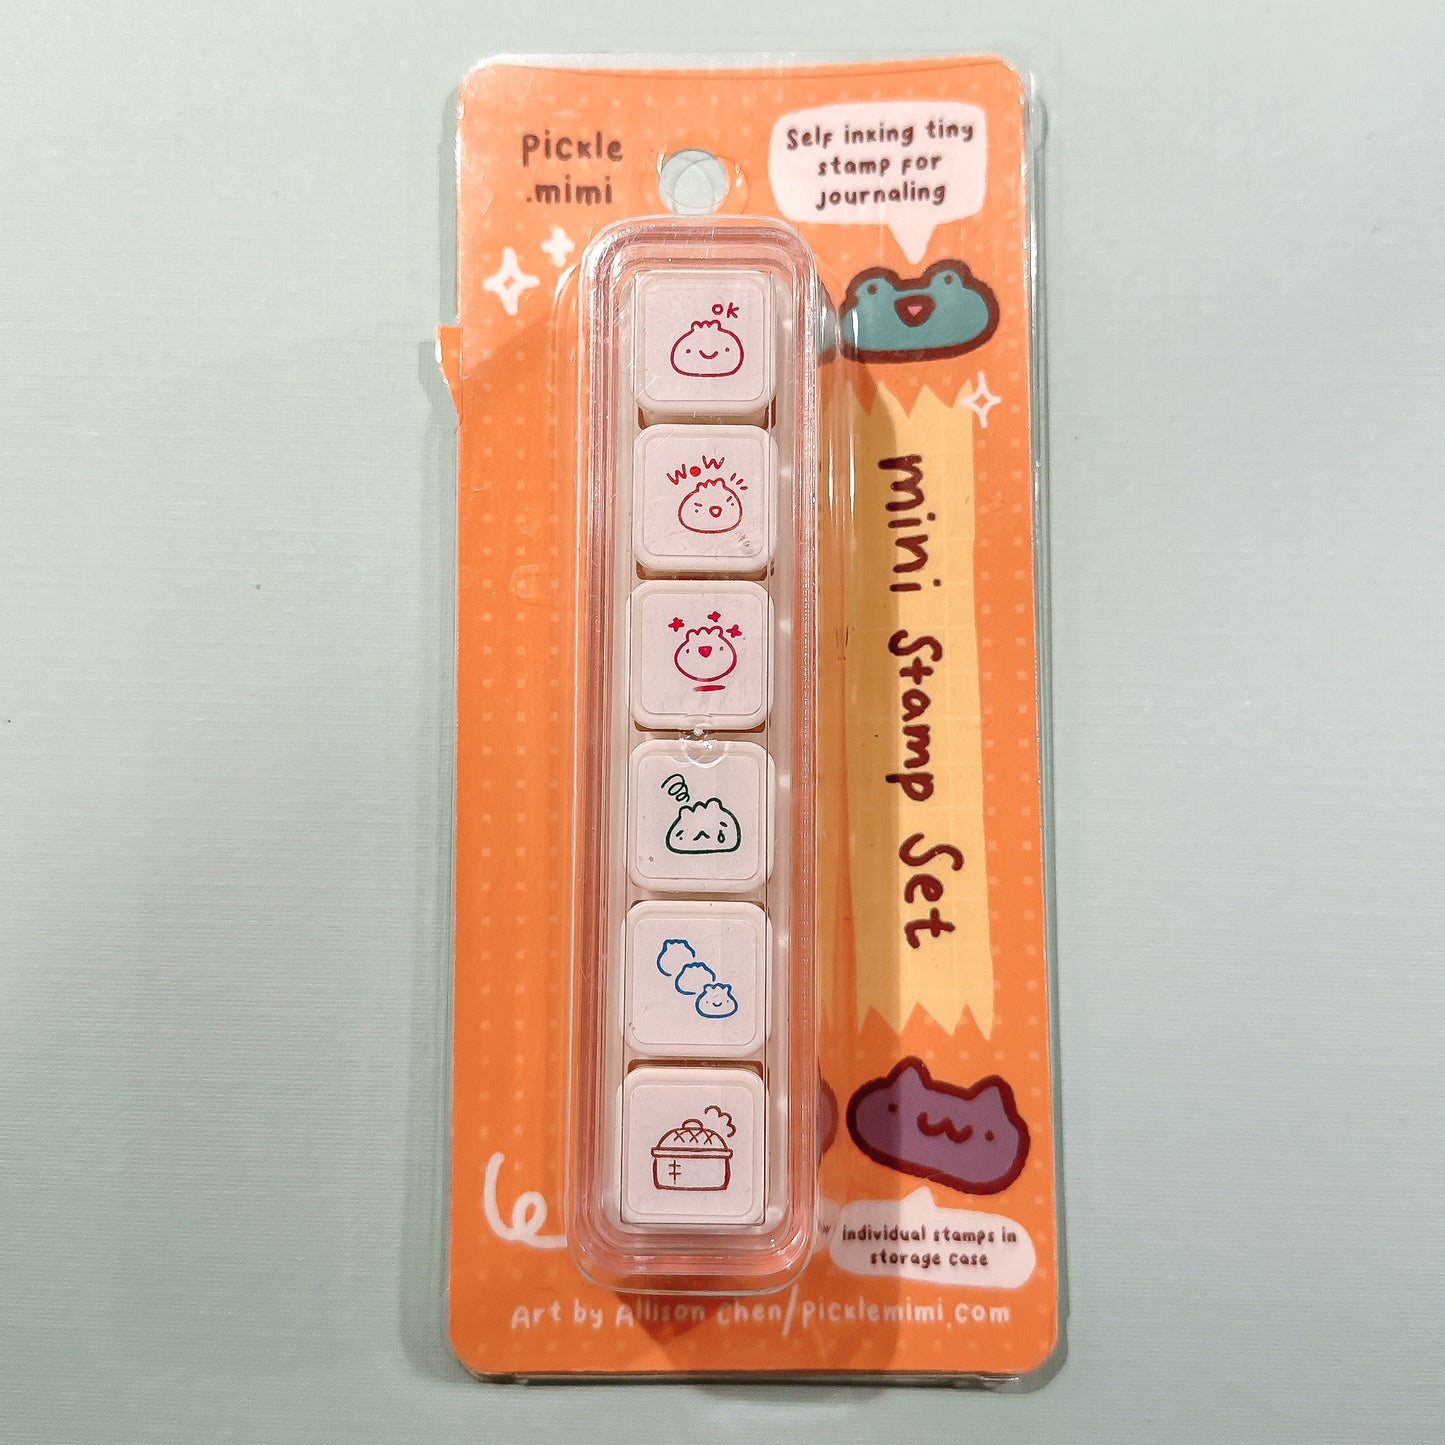 Pickle
.mimi
Self inking tiny
stamp for
journaling
OK
WOW
mini Stamp Set
individual stamps in
storage case
Art by Allison Chen/picklemimi.com